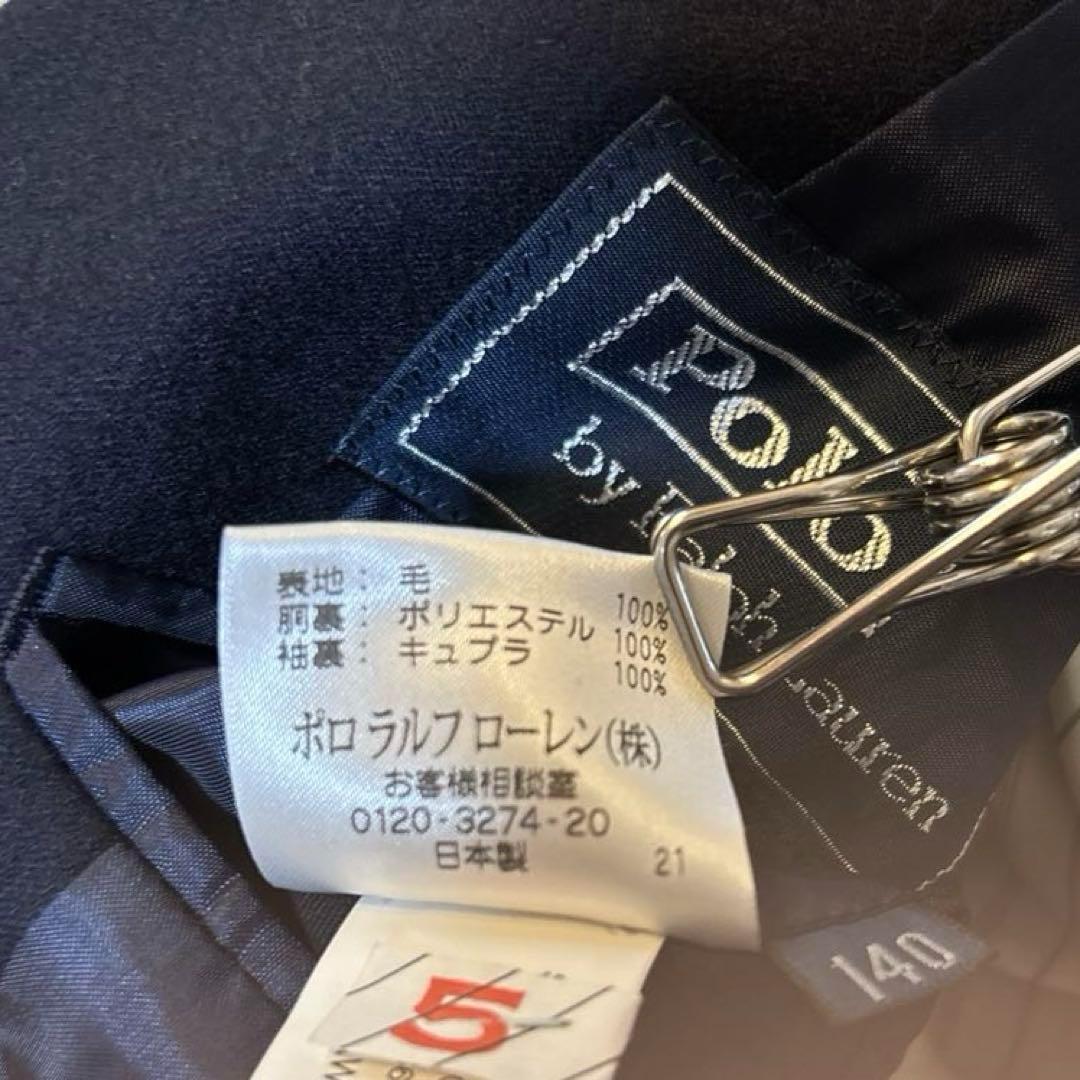 Polo
by Ralph Lauren
表地： 毛 100%
胴裏： ポリエステル 100%
袖裏： キュプラ 100%
ポロ ラルフ ローレン(株)
お客様相談室
0120-3274-20
日本製 21
140
5